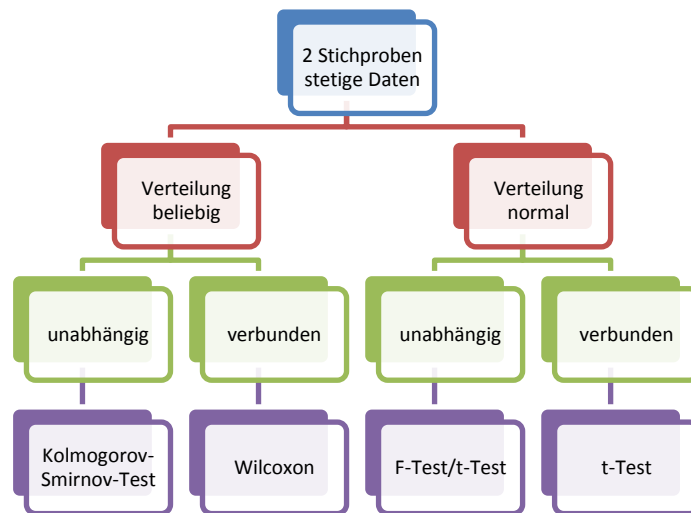 2 Stichproben
stetige Daten
Verteilung
beliebig
Verteilung
normal
unabhängig
verbunden
unabhängig
verbunden
Kolmogorov-
Smirnov-Test
Wilcoxon
F-Test/t-Test
t-Test